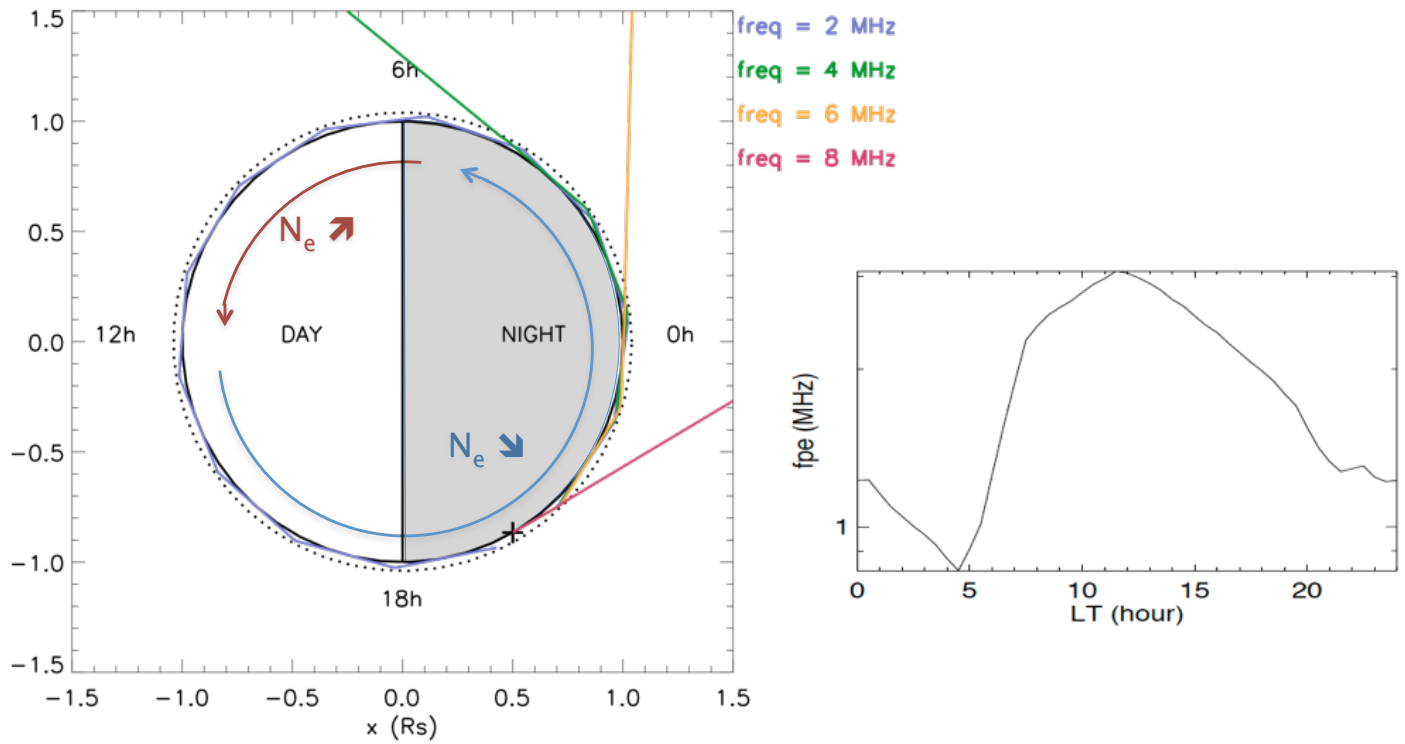 1.5
1.0
0.5
0.0
−0.5
−1.0
−1.5
−1.5 −1.0 −0.5 0.0 0.5 1.0 1.5
x (Rs)
6h
12h
DAY
NIGHT
0h
18h
Ne
Ne
freq = 2 MHz
freq = 4 MHz
freq = 6 MHz
freq = 8 MHz
fpe (MHz)
1
0 5 10 15 20
LT (hour)